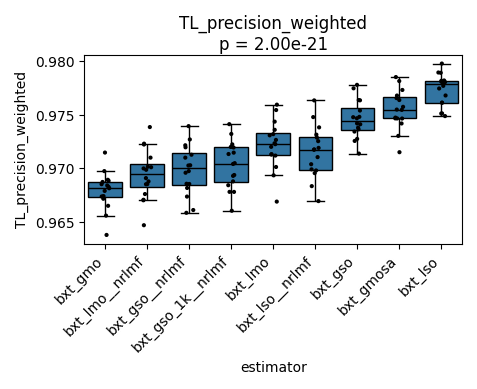 TL_precision_weighted
p = 2.00e-21
TL_precision_weighted
0.980
0.975
0.970
0.965
bxt_gmo
bxt_lmo__nrlmf
bxt_gso__nrlmf
bxt_gso_1k__nrlmf
bxt_lmo
bxt_lso__nrlmf
bxt_gso
bxt_gmosa
bxt_lso
estimator